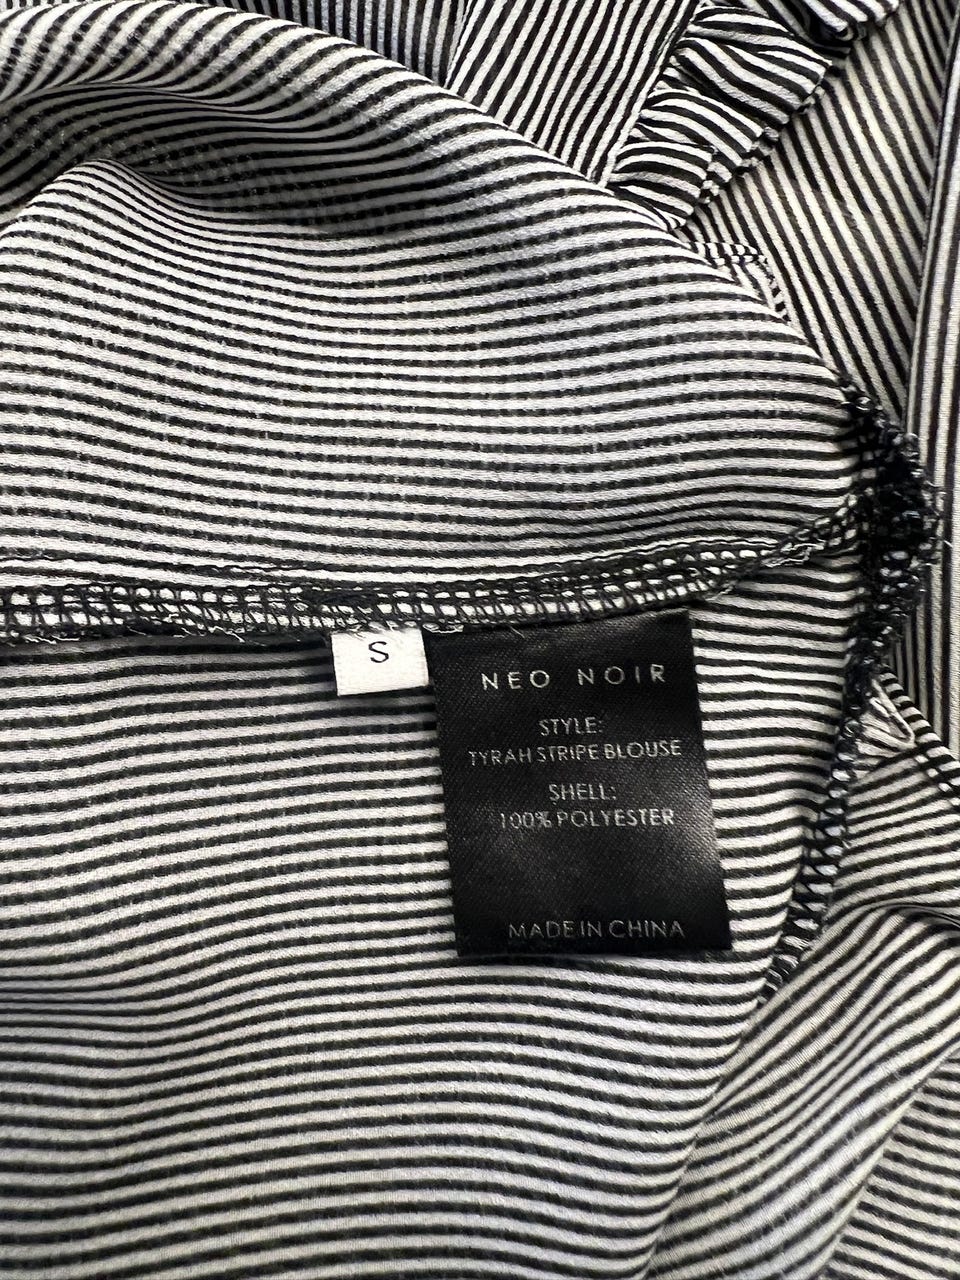 S
NEO NOIR
STYLE:
TYRAH STRIPE BLOUSE
SHELL:
100% POLYESTER
MADE IN CHINA